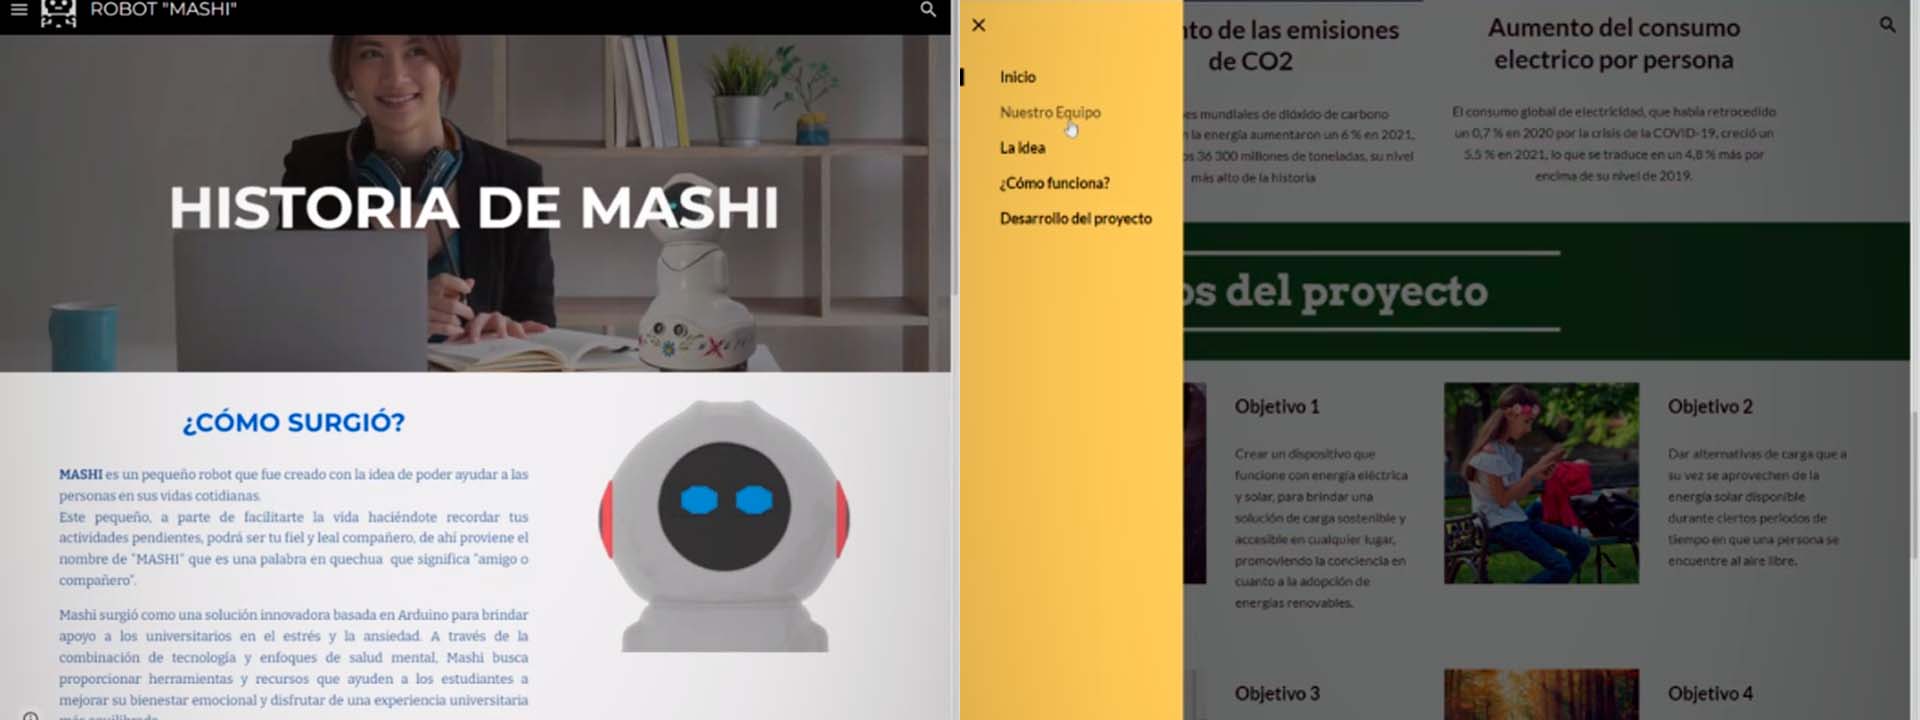 ROBOT "MASHI"
HISTORIA DE MASHI
¿CÓMO SURGIÓ?
MASHI es un pequeño robot que fue creado con la idea de poder ayudar a las
personas en sus vidas cotidianas.
Este pequeño, a parte de facilitarte la vida haciéndote recordar tus
actividades pendientes, podrá ser tu fiel y leal compañero, de ahí proviene el
nombre de "MASHI" que es una palabra en quechua que significa "amigo o
compañero".
Mashi surgió como una solución innovadora basada en Arduino para brindar
apoyo a los universitarios en el estrés y la ansiedad. A través de la
combinación de tecnología y enfoques de salud mental, Mashi busca
proporcionar herramientas y recursos que ayuden a los estudiantes a
mejorar su bienestar emocional y disfrutar de una experiencia universitaria
Inicio
Nuestro Equipo
La idea
¿Cómo funciona?
Desarrollo del proyecto
de las emisiones
de CO2
mundiales de dióxido de carbono
la energía aumentaron un 6 % en 2021,
36 300 millones de toneladas, su nivel
más alto de la historia
Aumento del consumo
electrico por persona
El consumo global de electricidad, que había retrocedido
un 0,7 % en 2020 por la crisis de la COVID-19, creció un
5,5 % en 2021, lo que se traduce en un 4,8 % más por
encima de su nivel de 2019.
os del proyecto
Objetivo 1
Crear un dispositivo que
funcione con energía eléctrica
y solar, para brindar una
solución de carga sostenible y
accesible en cualquier lugar,
promoviendo la conciencia en
cuanto a la adopción de
energías renovables.
Objetivo 2
Dar alternativas de carga que a
su vez se aprovechen de la
energía solar disponible
durante ciertos periodos de
tiempo en que una persona se
encuentre al aire libre.
Objetivo 3
Objetivo 4